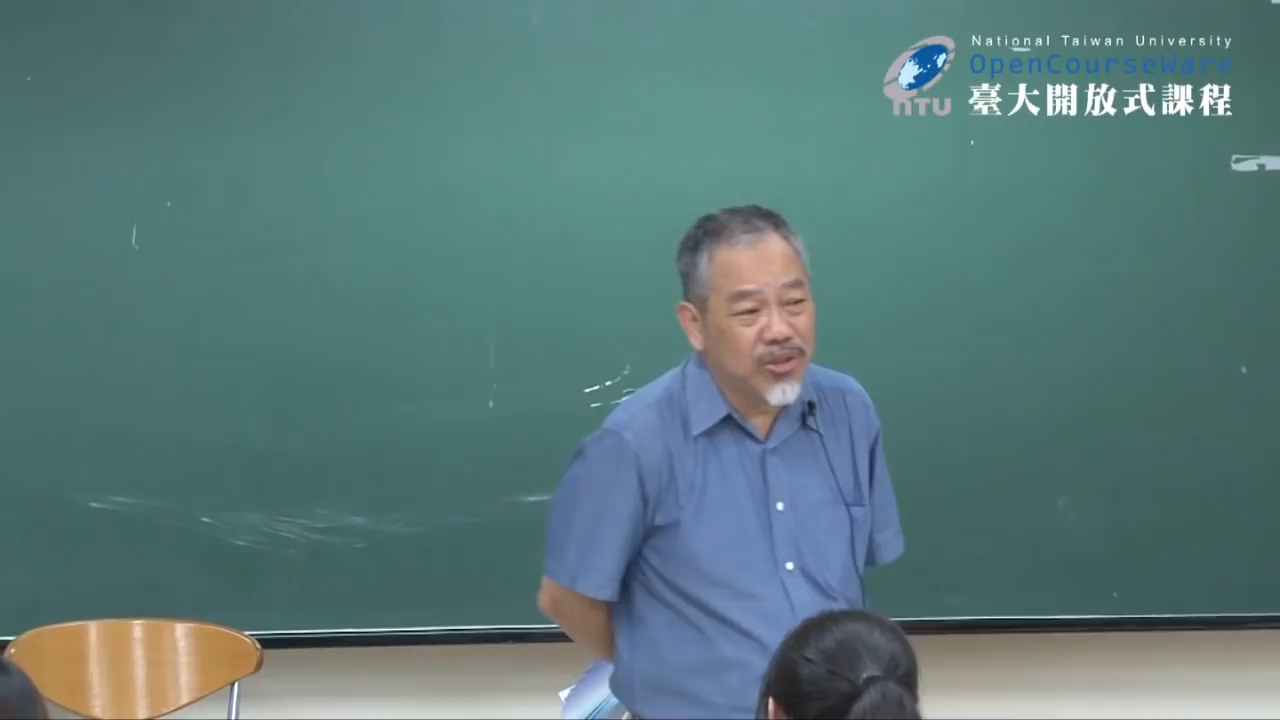 National Taiwan University
OpenCourseWare
臺大開放式課程
NTU